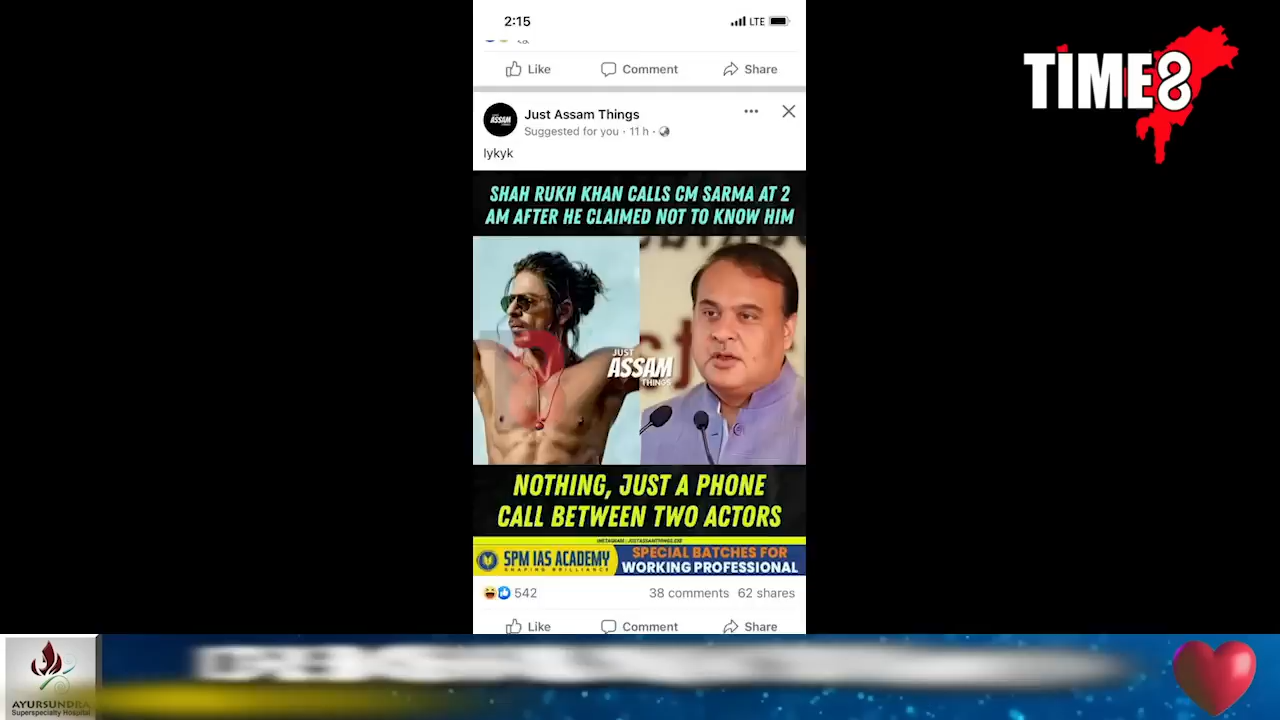 2:15
LTE
TIME8
Like
Comment
Share
Just Assam Things
Suggested for you · 11 h ·
lykyk
SHAH RUKH KHAN CALLS CM SARMA AT 2
AM AFTER HE CLAIMED NOT TO KNOW HIM
JUST
ASSAM
THINGS
NOTHING, JUST A PHONE
CALL BETWEEN TWO ACTORS
SPM IAS ACADEMY
SHAPING BRILLIANCE
SPECIAL BATCHES FOR
WORKING PROFESSIONAL
542
38 comments
62 shares
Like
Comment
Share
AYURSUNDRA
Superspecialty Hospital